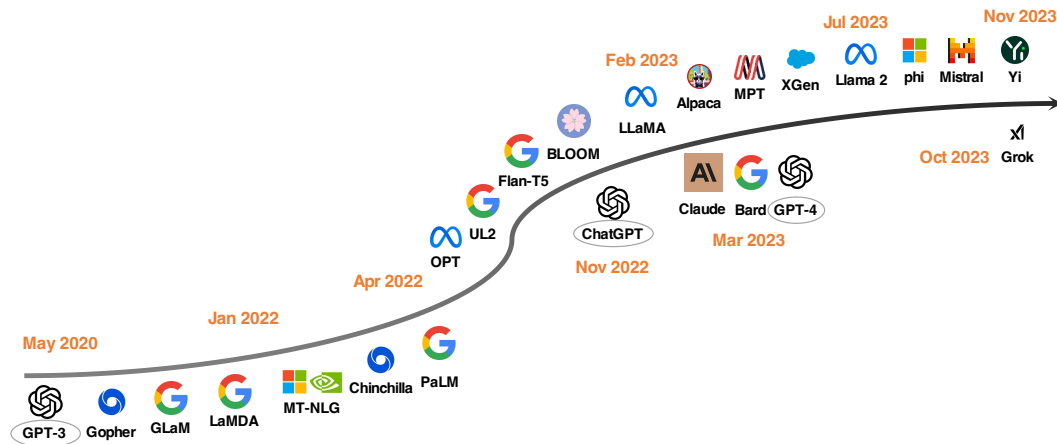 Nov 2023
Jul 2023
Feb 2023
Alpaca
MPT
XGen
Llama 2
phi
Mistral
Yi
LLaMA
BLOOM
Flan-T5
UL2
OPT
Oct 2023
Grok
Claude
Bard
GPT-4
ChatGPT
Mar 2023
Nov 2022
Apr 2022
Jan 2022
May 2020
GPT-3
Gopher
GLaM
LaMDA
MT-NLG
Chinchilla
PaLM